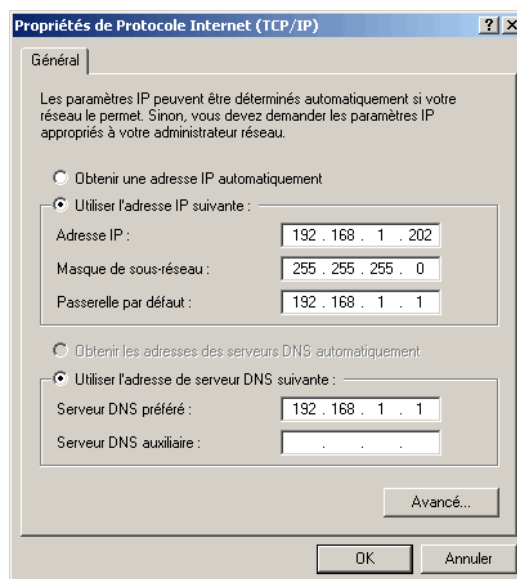 Propriétés de Protocole Internet (TCP/IP)
Général
Les paramètres IP peuvent être déterminés automatiquement si votre
réseau le permet. Sinon, vous devez demander les paramètres IP
appropriés à votre administrateur réseau.
Obtenir une adresse IP automatiquement
Utiliser l'adresse IP suivante :
Adresse IP : 192 . 168 . 1 . 202
Masque de sous-réseau : 255 . 255 . 255 . 0
Passerelle par défaut : 192 . 168 . 1 . 1
Obtenir les adresses des serveurs DNS automatiquement
Utiliser l'adresse de serveur DNS suivante :
Serveur DNS préféré : 192 . 168 . 1 . 1
Serveur DNS auxiliaire : . . .
Avancé...
OK Annuler